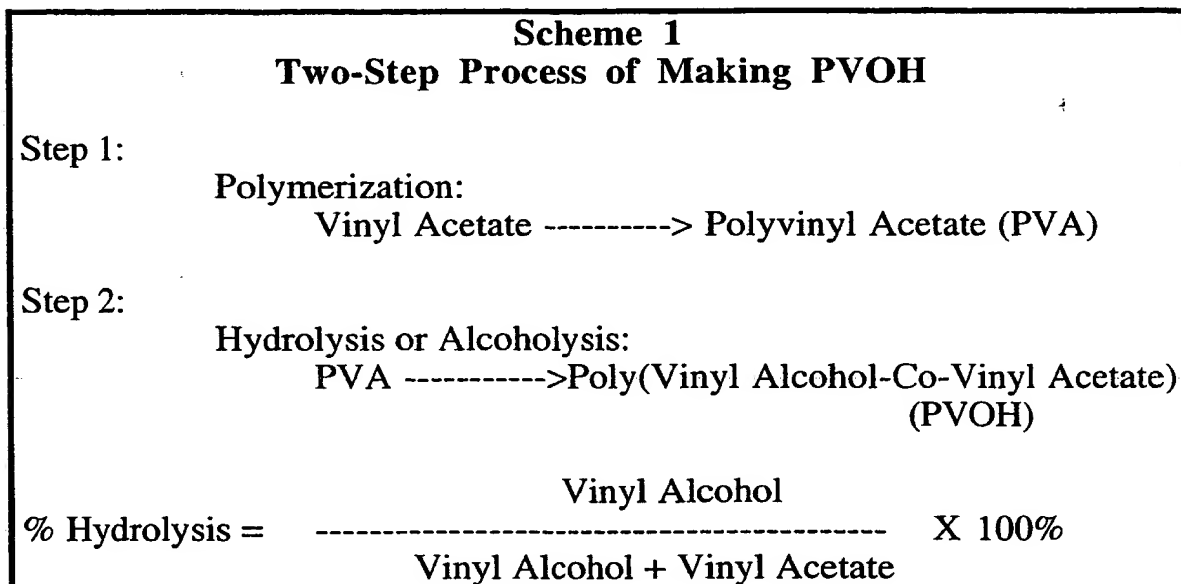 Scheme 1
Two-Step Process of Making PVOH
Step 1:
Polymerization:
Vinyl Acetate ----------> Polyvinyl Acetate (PVA)
Step 2:
Hydrolysis or Alcoholysis:
PVA ----------->Poly(Vinyl Alcohol-Co-Vinyl Acetate)
(PVOH)
Vinyl Alcohol
% Hydrolysis = ------------------------------------------- X 100%
Vinyl Alcohol + Vinyl Acetate